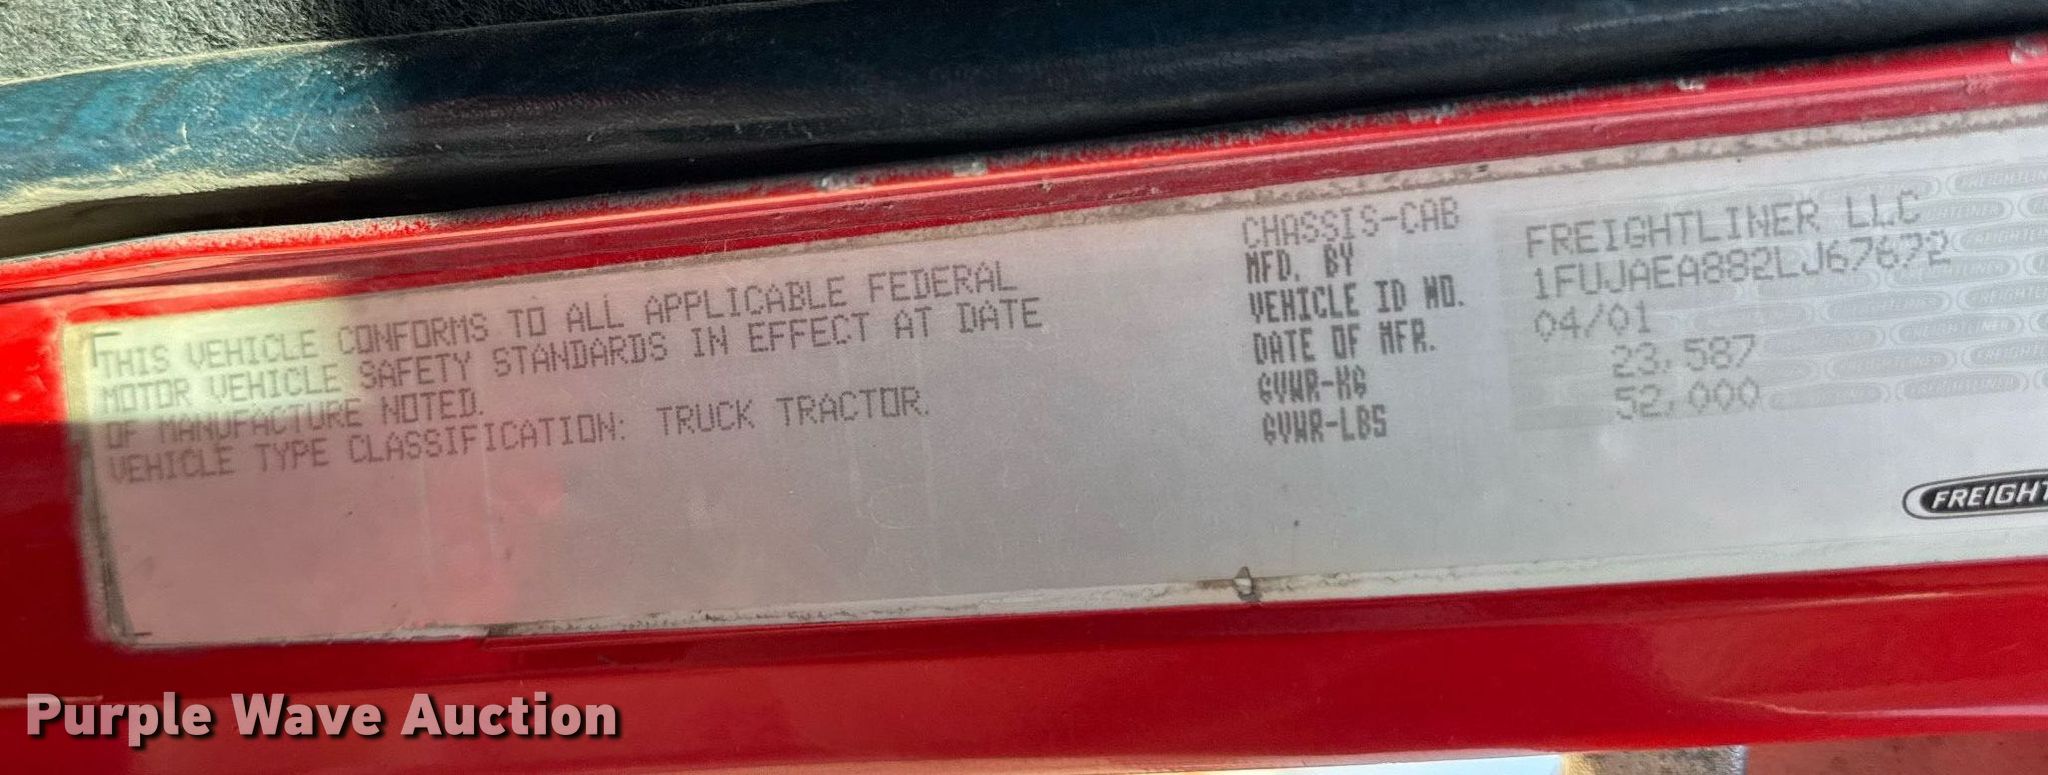 THIS VEHICLE CONFORMS TO ALL APPLICABLE FEDERAL
MOTOR VEHICLE SAFETY STANDARDS IN EFFECT AT DATE
OF MANUFACTURE NOTED.
VEHICLE TYPE CLASSIFICATION: TRUCK TRACTOR.
CHASSIS-CAB
MFD. BY FREIGHTLINER LLC
VEHICLE ID NO. 1FUJAEA882LJ67672
DATE OF MFR. 04/01
GVWR-KG 23,587
GVWR-LBS 52,000
FREIGHT
Purple Wave Auction